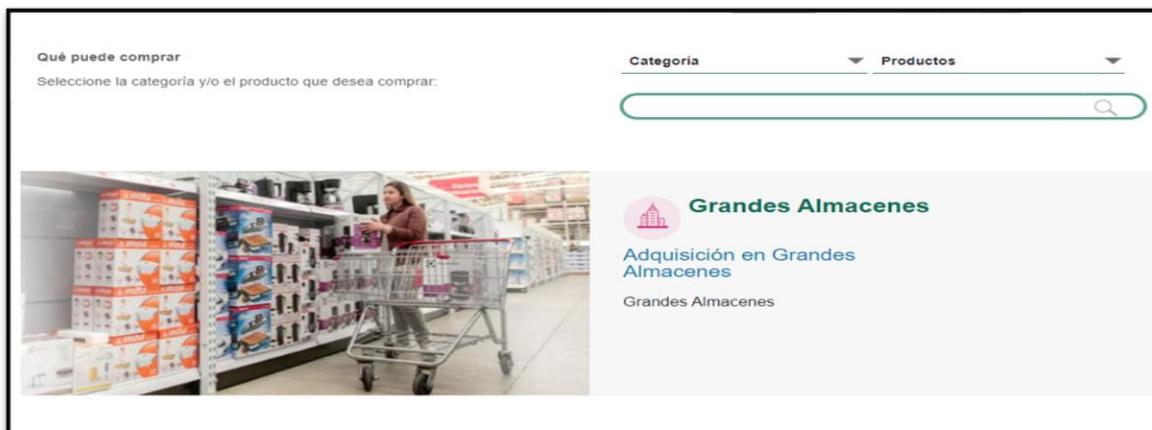 Qué puede comprar
Seleccione la categoría y/o el producto que desea comprar:
Categoría
Productos
Grandes Almacenes
Adquisición en Grandes
Almacenes
Grandes Almacenes